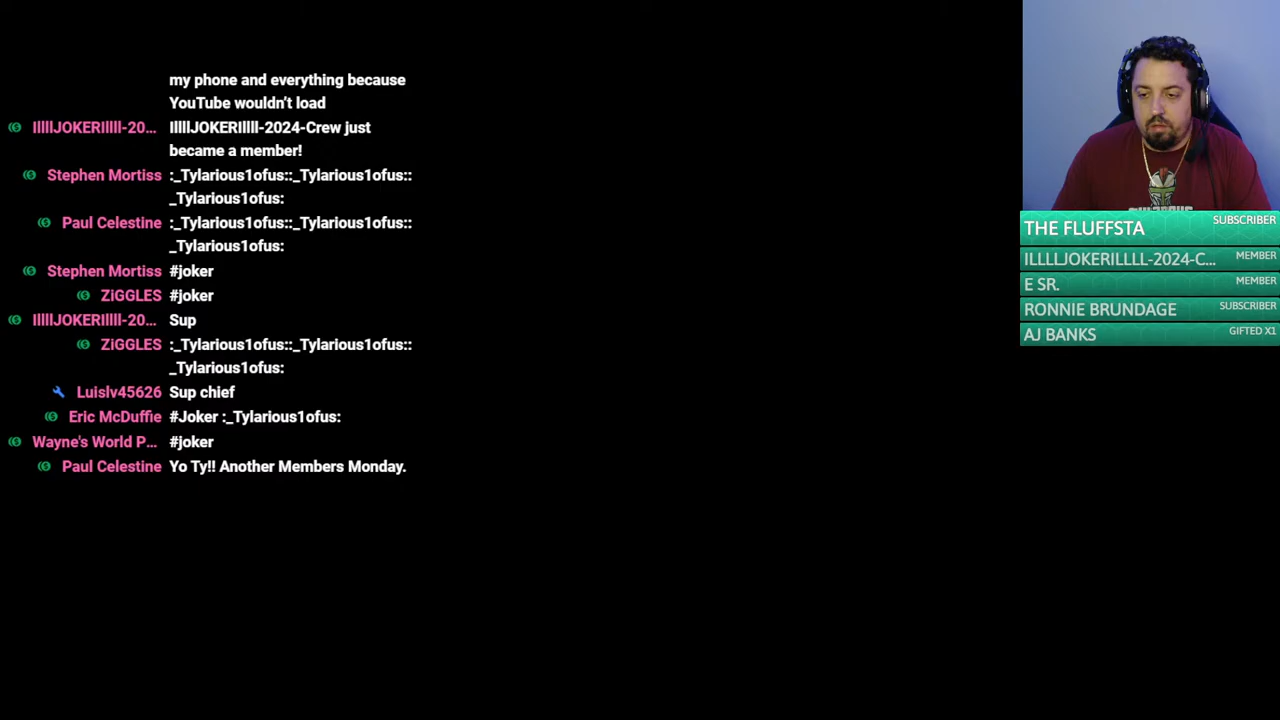 my phone and everything because
YouTube wouldn't load
IlllllJOKERIllll-20... IlllllJOKERIllll-2024-Crew just
became a member!
Stephen Mortiss :_Tylarious1ofus::_Tylarious1ofus::
_Tylarious1ofus:
Paul Celestine :_Tylarious1ofus::_Tylarious1ofus::
_Tylarious1ofus:
Stephen Mortiss #joker
ZiGGLES #joker
IlllllJOKERIllll-20... Sup
ZiGGLES :_Tylarious1ofus::_Tylarious1ofus::
_Tylarious1ofus:
Luislv45626 Sup chief
Eric McDuffie #Joker :_Tylarious1ofus:
Wayne's World P... #joker
Paul Celestine Yo Ty!! Another Members Monday.
THE FLUFFSTA SUBSCRIBER
ILLLLJOKERILLLL-2024-C... MEMBER
E SR. MEMBER
RONNIE BRUNDAGE SUBSCRIBER
AJ BANKS GIFTED X1